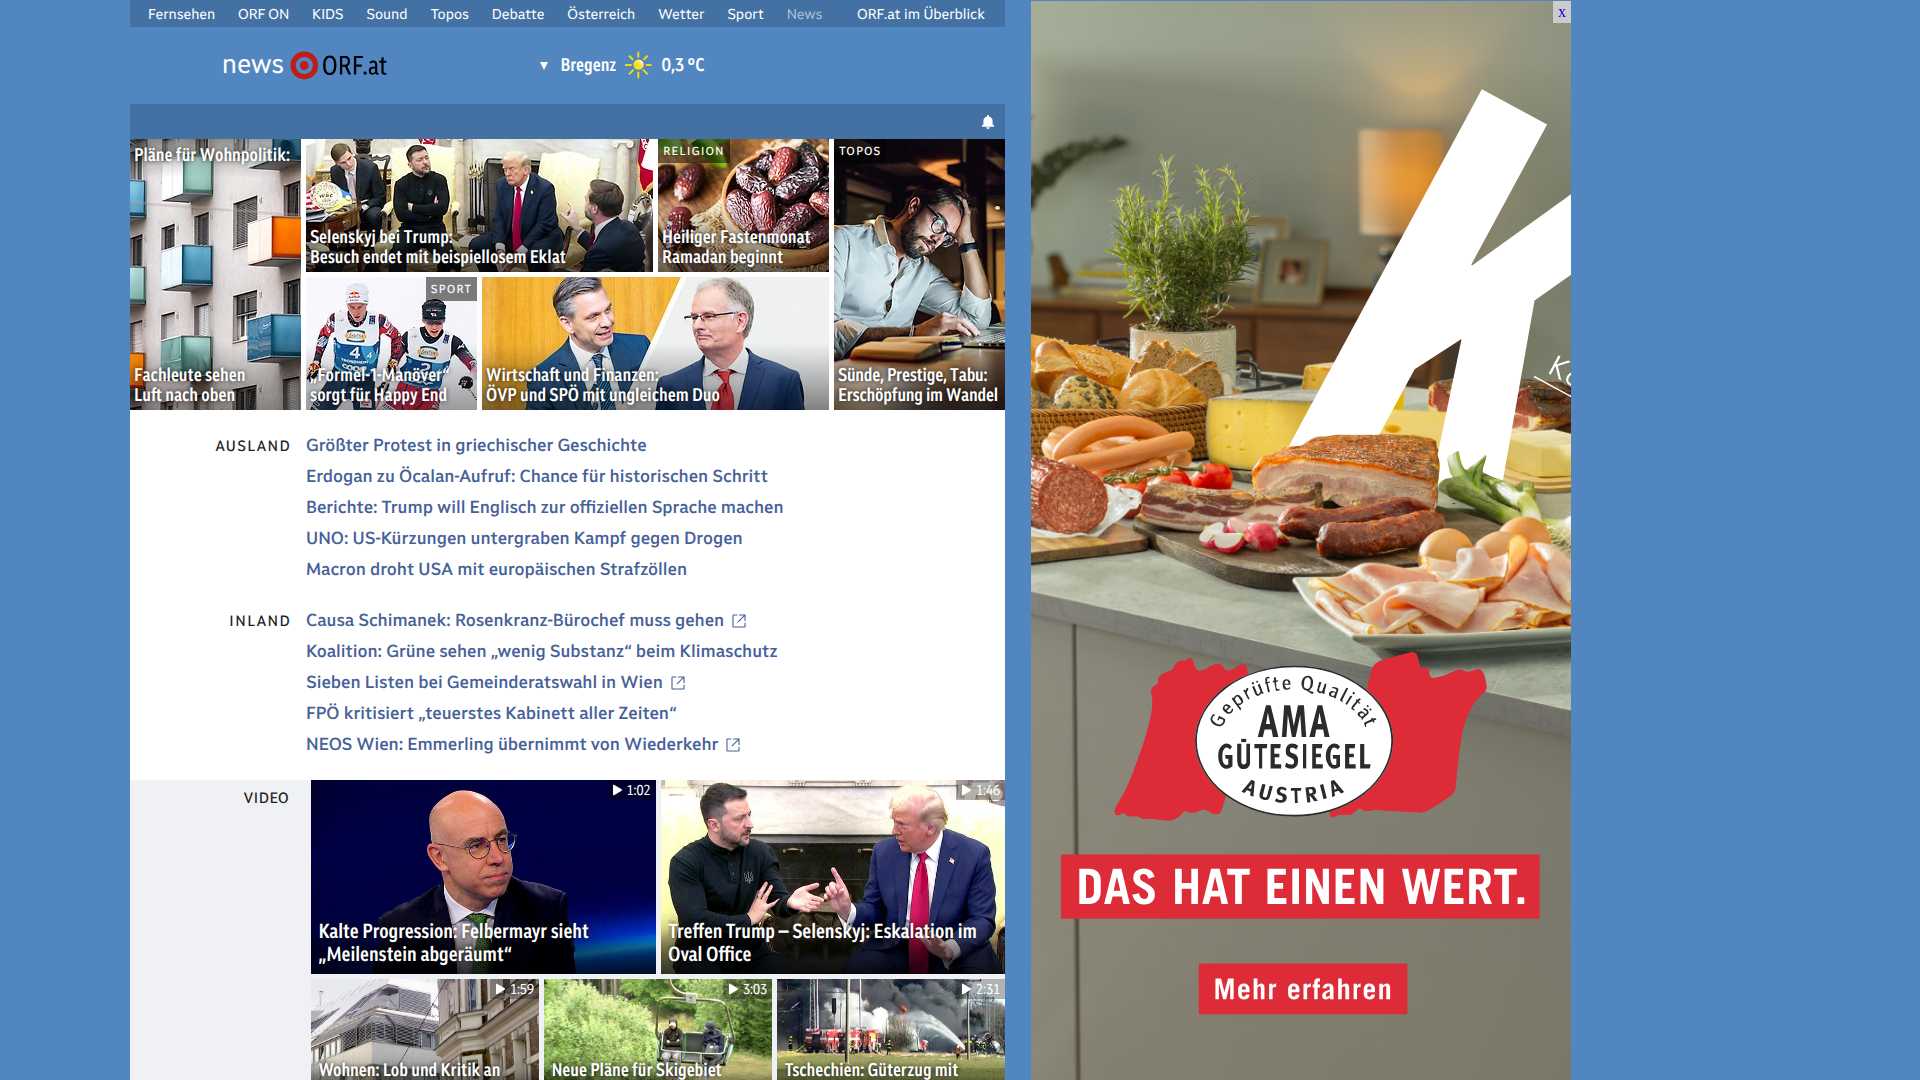 Fernsehen ORF ON KIDS Sound Topos Debatte Österreich Wetter Sport News ORF.at im Überblick
news ORF.at
Bregenz 0,3 °C
Pläne für Wohnpolitik:
Fachleute sehen
Luft nach oben
Selenskyj bei Trump:
Besuch endet mit beispiellosem Eklat
RELIGION
Heiliger Fastenmonat
Ramadan beginnt
TOPOS
Sünde, Prestige, Tabu:
Erschöpfung im Wandel
SPORT
„Formel-1-Manöver“
sorgt für Happy End
Wirtschaft und Finanzen:
ÖVP und SPÖ mit ungleichem Duo
AUSLAND
Größter Protest in griechischer Geschichte
Erdogan zu Öcalan-Aufruf: Chance für historischen Schritt
Berichte: Trump will Englisch zur offiziellen Sprache machen
UNO: US-Kürzungen untergraben Kampf gegen Drogen
Macron droht USA mit europäischen Strafzöllen
INLAND
Causa Schimanek: Rosenkranz-Bürochef muss gehen
Koalition: Grüne sehen „wenig Substanz“ beim Klimaschutz
Sieben Listen bei Gemeinderatswahl in Wien
FPÖ kritisiert „teuerstes Kabinett aller Zeiten“
NEOS Wien: Emmerling übernimmt von Wiederkehr
VIDEO
1:02
Kalte Progression: Felbermayr sieht
„Meilenstein abgeräumt“
1:46
Treffen Trump – Selenskyj: Eskalation im
Oval Office
1:59
Wohnen: Lob und Kritik an
3:03
Neue Pläne für Skigebiet
2:31
Tschechien: Güterzug mit
x
K
Geprüfte Qualität
AMA
GÜTESIEGEL
AUSTRIA
DAS HAT EINEN WERT.
Mehr erfahren